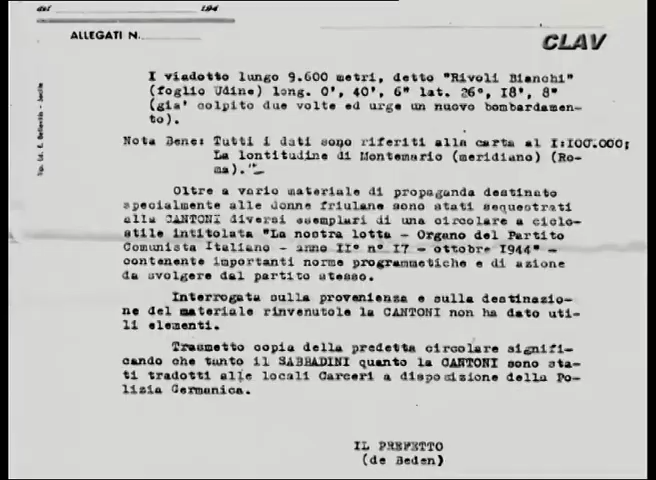 del 194
ALLEGATI N.
CLAV
I viadotto lungo 9.600 metri, detto "Rivoli Bianchi"
(foglio Udine) long. 0', 40', 6" lat. 26°, 18', 8"
(gia' colpito due volte ed urge un nuovo bombardamen-
to).
Nota Bene: Tutti i dati sono riferiti alla carta al I:I00.000;
La lontitudine di Montemario (meridiano) (Ro-
ma)."-
Oltre a vario materiale di propaganda destinato
specialmente alle donne friulane sono stati sequestrati
alla CANTONI diversi esemplari di una circolare a ciclo-
stile intitolata "La nostra lotta - Organo del Partito
Comunista Italiano - anno II° n° I7 - ottobre I944" -
contenente importanti norme programmetiche e di azione
da svolgere dal partito stesso.
Interrogata sulla provenienza e sulla destinazio-
ne del materiale rinvenutole la CANTONI non ha dato uti-
li elementi.
Trasmetto copia della predetta circolare signifi-
cando che tanto il SABBADINI quanto la CANTONI sono sta-
ti tradotti alle locali Carceri a disposizione della Po-
lizia Germanica.
IL PREFETTO
(de Beden)